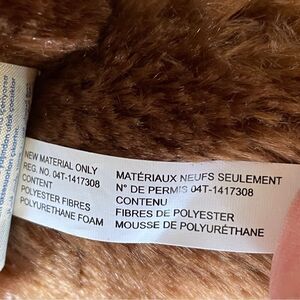 NEW MATERIAL ONLY
REG. NO. 04T-1417308
CONTENT
POLYESTER FIBRES
POLYURETHANE FOAM
MATÉRIAUX NEUFS SEULEMENT
N° DE PERMIS 04T-1417308
CONTENU
FIBRES DE POLYESTER
MOUSSE DE POLYURÉTHANE